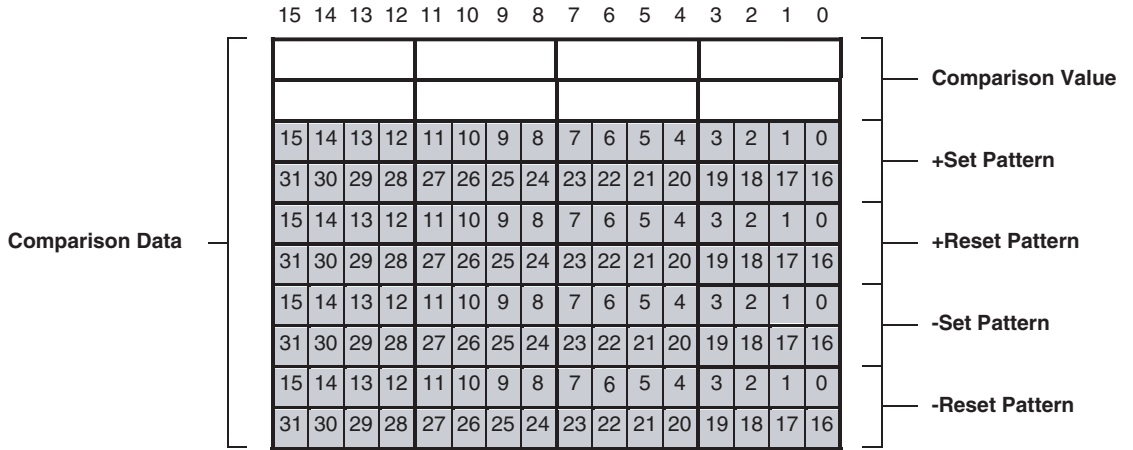 15 14 13 12 11 10 9 8 7 6 5 4 3 2 1 0
Comparison Value
15 14 13 12 11 10 9 8 7 6 5 4 3 2 1 0
+Set Pattern
31 30 29 28 27 26 25 24 23 22 21 20 19 18 17 16
15 14 13 12 11 10 9 8 7 6 5 4 3 2 1 0
Comparison Data
+Reset Pattern
31 30 29 28 27 26 25 24 23 22 21 20 19 18 17 16
15 14 13 12 11 10 9 8 7 6 5 4 3 2 1 0
-Set Pattern
31 30 29 28 27 26 25 24 23 22 21 20 19 18 17 16
15 14 13 12 11 10 9 8 7 6 5 4 3 2 1 0
-Reset Pattern
31 30 29 28 27 26 25 24 23 22 21 20 19 18 17 16